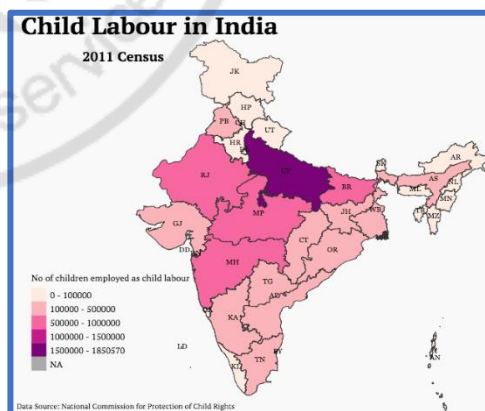 Child Labour in India
2011 Census
JK
HP
PB
CH
UT
HR
RJ
UP
BR
AR
AS
NL
ML
MN
MZ
GJ
MP
JH
WB
DD
CT
OR
MH
TG
KA
LD
TN
PY
KL
AN
No of children employed as child labour
0 - 100000
100000 - 500000
500000 - 1000000
1000000 - 1500000
1500000 - 1850570
NA
Data Source: National Commission for Protection of Child Rights